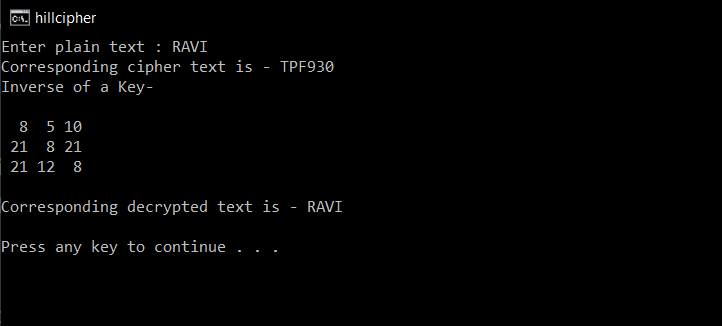 C:\. hillcipher
Enter plain text : RAVI
Corresponding cipher text is - TPF930
Inverse of a Key-
8 5 10
21 8 21
21 12 8
Corresponding decrypted text is - RAVI
Press any key to continue . . .